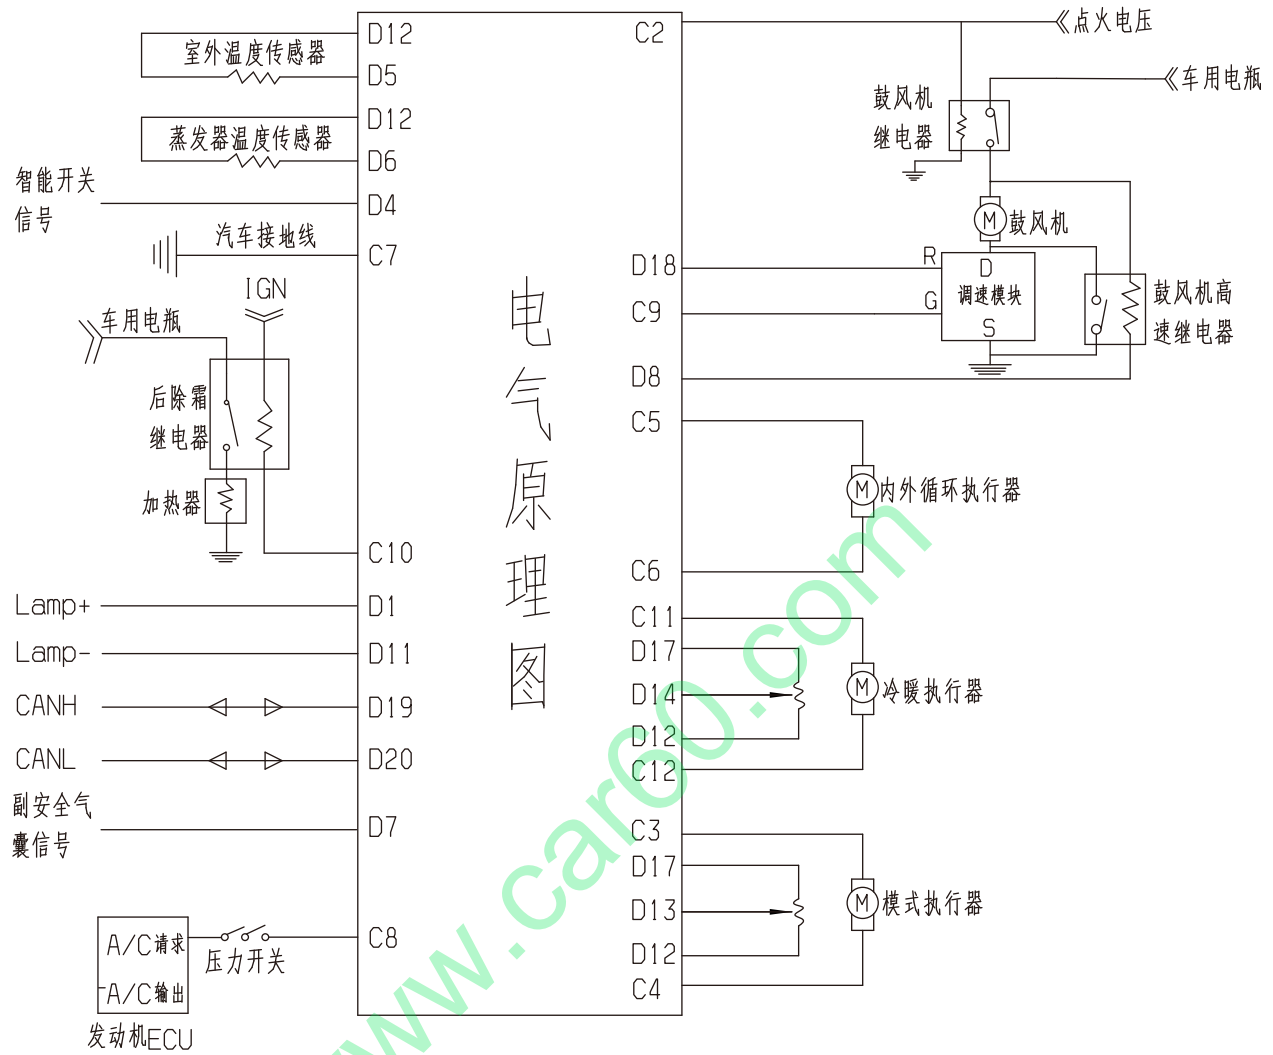 D12
室外温度传感器
D5
D12
蒸发器温度传感器
D6
智能开关
信号
D4
汽车接地线
C7
IGN
车用电瓶
后除霜
继电器
加热器
C10
Lamp+
D1
Lamp-
D11
CANH
D19
CANL
D20
副安全气
囊信号
D7
A/C请求
A/C输出
发动机ECU
压力开关
C8
电气原理图
C2
点火电压
车用电瓶
鼓风机
继电器
M
鼓风机
D18
R
D
调速模块
C9
G
S
鼓风机高
速继电器
D8
C5
M
内外循环执行器
C6
C11
D17
D14
M
冷暖执行器
D12
C12
C3
D17
D13
M
模式执行器
D12
C4
www.car60.com